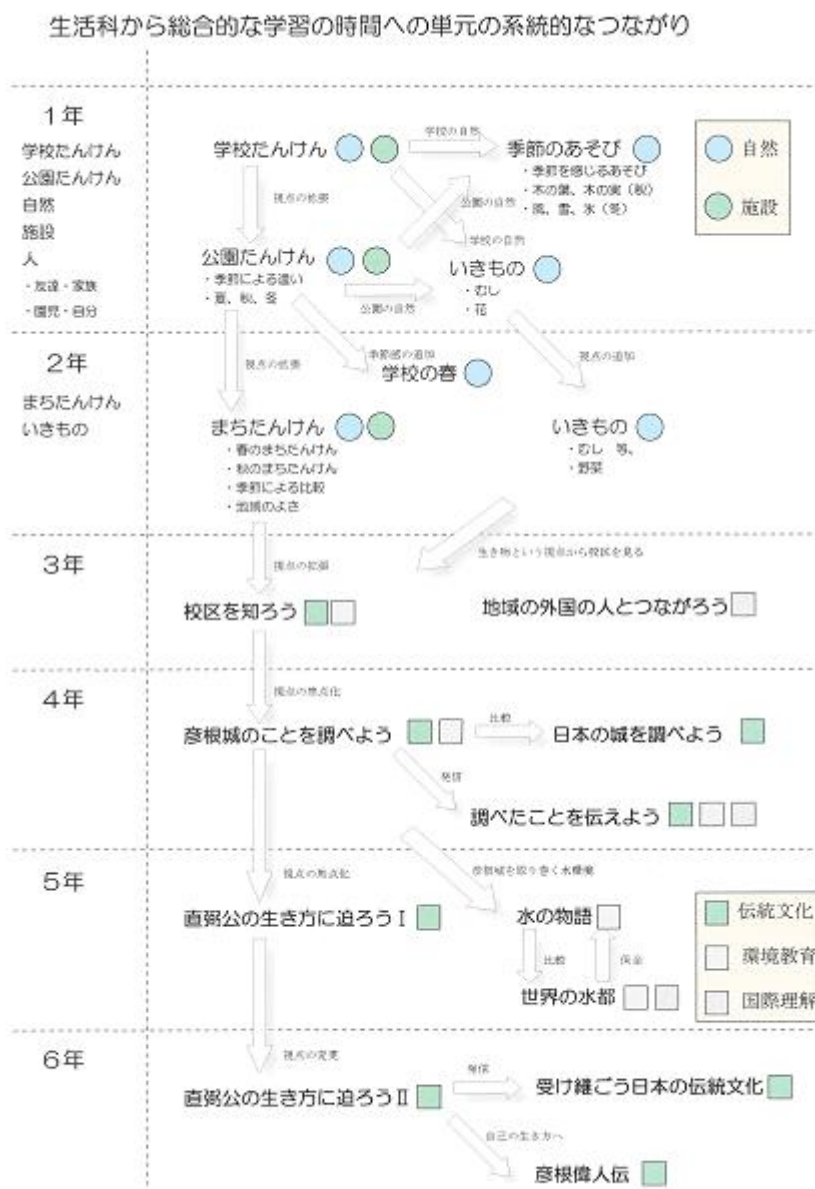 生活科から総合的な学習の時間への単元の系統的なつながり
1年
学校たんけん
公園たんけん
自然
施設
人
・友達・家族
・園児・自分
学校たんけん
学校の自然
季節のあそび
・季節を感じるあそび
・木の葉、木の実(秋)
・風、雪、氷(冬)
自然
施設
視点の拡張
公園の自然
学校の自然
公園たんけん
・季節による違い
・夏、秋、冬
公園の自然
いきもの
・むし
・花
2年
まちたんけん
いきもの
視点の拡張
季節感の追加
学校の春
視点の追加
まちたんけん
・春のまちたんけん
・秋のまちたんけん
・季節による比較
・地域のよさ
いきもの
・むし 等、
・野菜
3年
視点の拡張
生き物という視点から校区を見る
校区を知ろう
地域の外国の人とつながろう
4年
視点の焦点化
彦根城のことを調べよう
比較
日本の城を調べよう
発信
調べたことを伝えよう
5年
視点の焦点化
彦根城を取り巻く水環境
直弼公の生き方に迫ろうⅠ
水の物語
比較
世界の水都
伝統文化
環境教育
国際理解
6年
視点の変更
直弼公の生き方に迫ろうⅡ
発信
受け継ごう日本の伝統文化
自己の生き方へ
彦根偉人伝